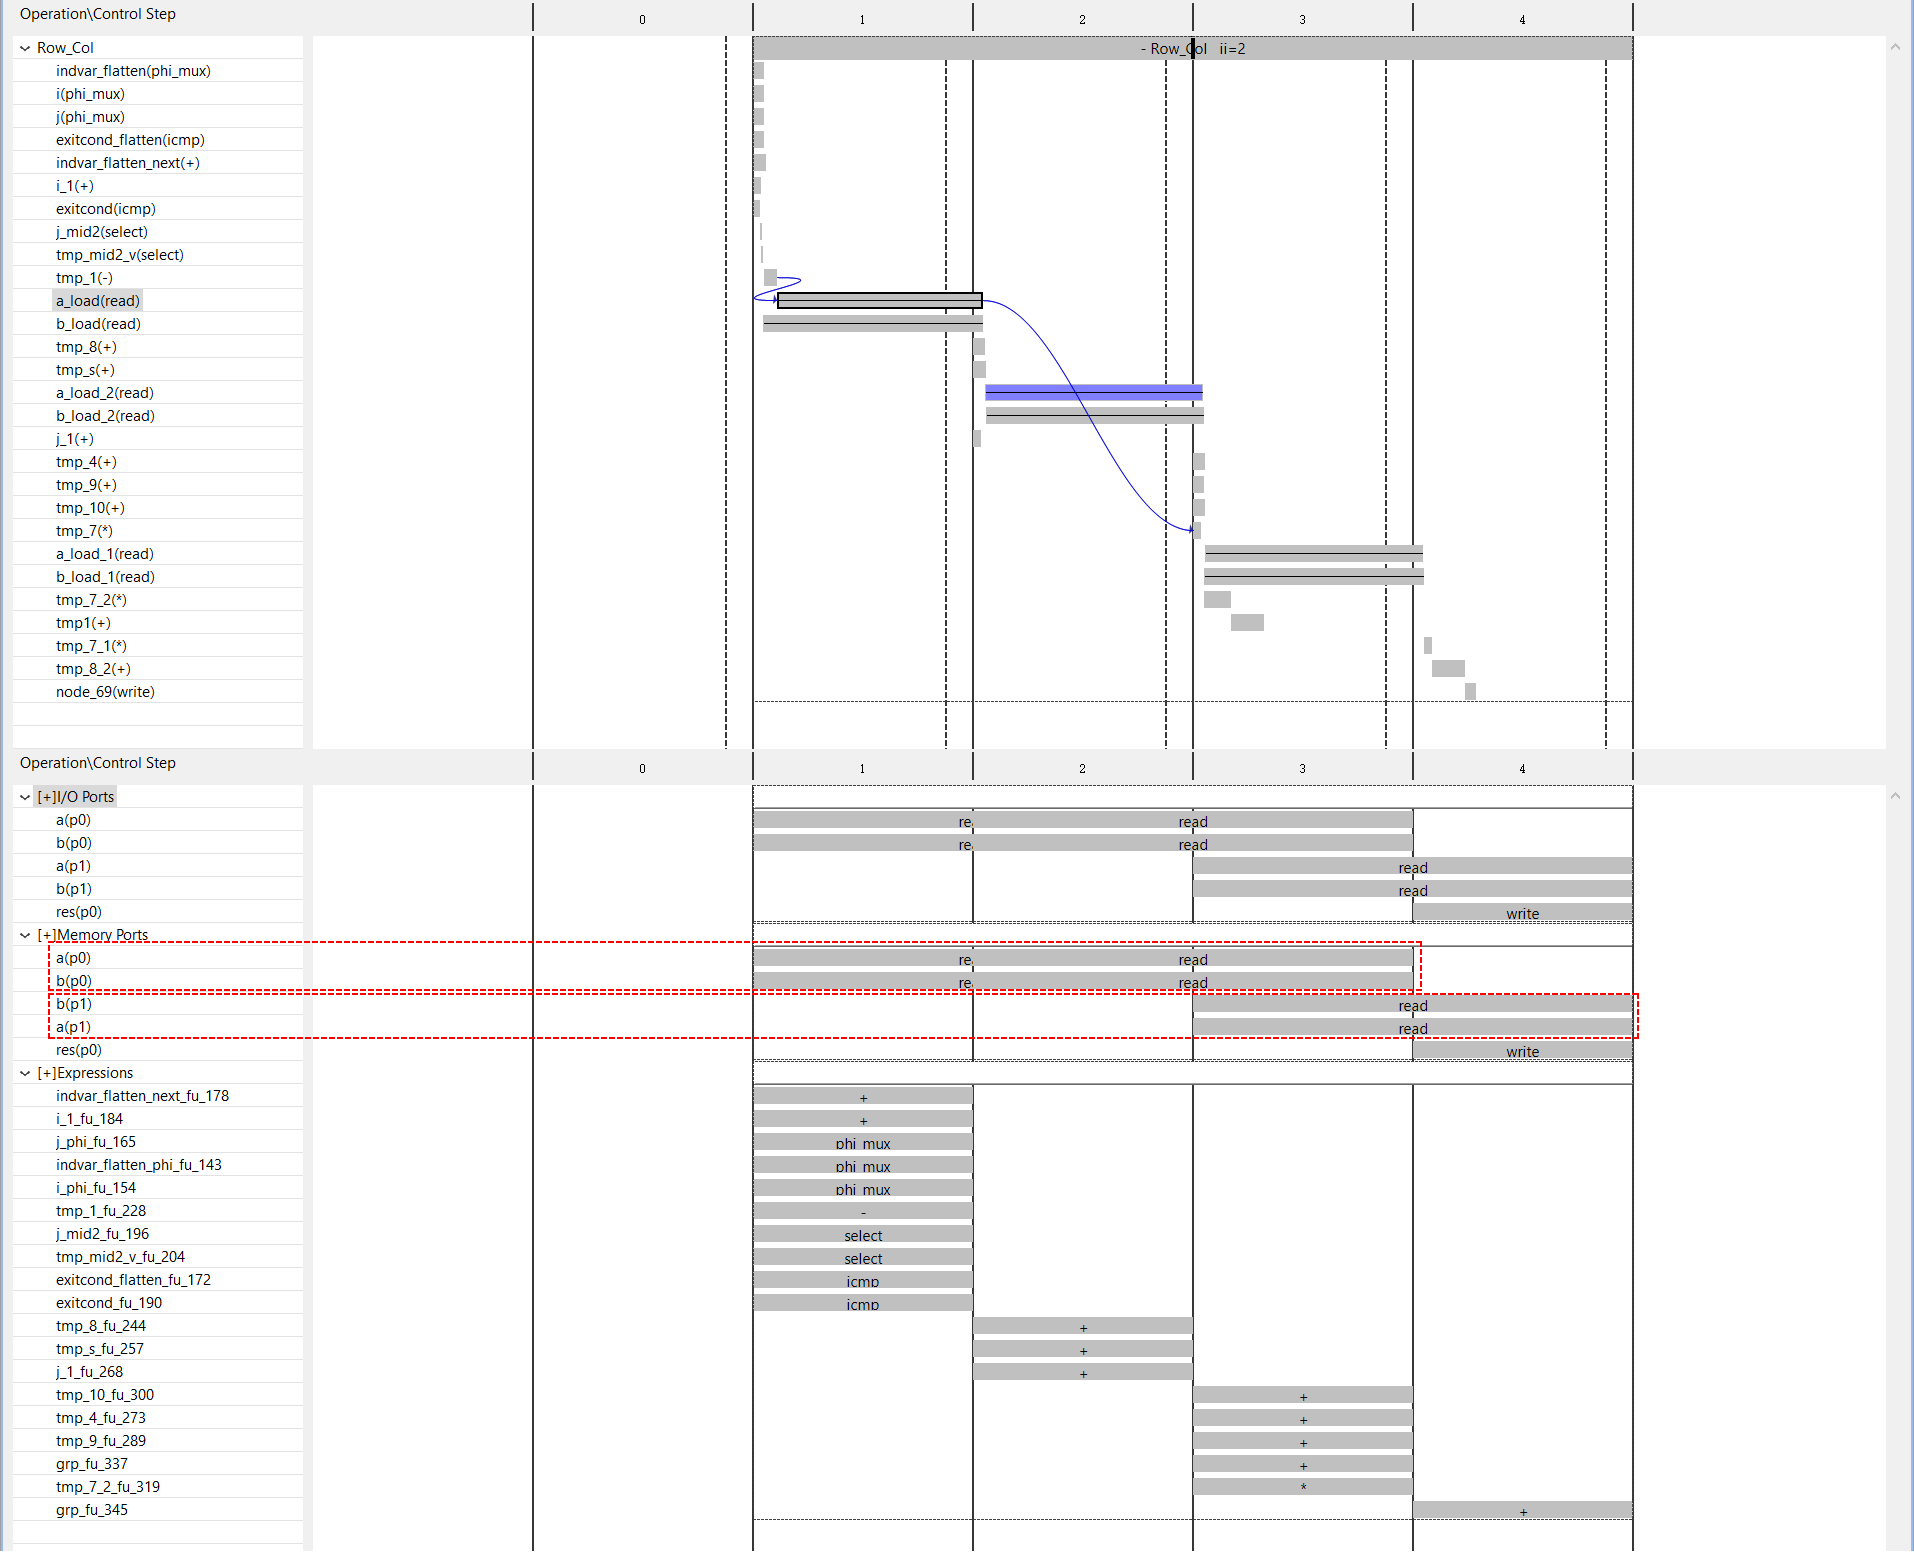 Operation\Control Step 0 1 2 3 4
Row_Col - Row_Col ii=2
indvar_flatten(phi_mux)
i(phi_mux)
j(phi_mux)
exitcond_flatten(icmp)
indvar_flatten_next(+)
i_1(+)
exitcond(icmp)
j_mid2(select)
tmp_mid2_v(select)
tmp_1(-)
a_load(read)
b_load(read)
tmp_8(+)
tmp_s(+)
a_load_2(read)
b_load_2(read)
j_1(+)
tmp_4(+)
tmp_9(+)
tmp_10(+)
tmp_7(*)
a_load_1(read)
b_load_1(read)
tmp_7_2(*)
tmp1(+)
tmp_7_1(*)
tmp_8_2(+)
node_69(write)
Operation\Control Step 0 1 2 3 4
[+]I/O Ports
a(p0) re read
b(p0) re read
a(p1) read
b(p1) read
res(p0) write
[+]Memory Ports
a(p0) re read
b(p0) re read
b(p1) read
a(p1) read
res(p0) write
[+]Expressions
indvar_flatten_next_fu_178 +
i_1_fu_184 +
j_phi_fu_165 phi_mux
indvar_flatten_phi_fu_143 phi_mux
i_phi_fu_154 phi_mux
tmp_1_fu_228 -
j_mid2_fu_196 select
tmp_mid2_v_fu_204 select
exitcond_flatten_fu_172 icmp
exitcond_fu_190 icmp
tmp_8_fu_244 +
tmp_s_fu_257 +
j_1_fu_268 +
tmp_10_fu_300 +
tmp_4_fu_273 +
tmp_9_fu_289 +
grp_fu_337 +
tmp_7_2_fu_319 *
grp_fu_345 +